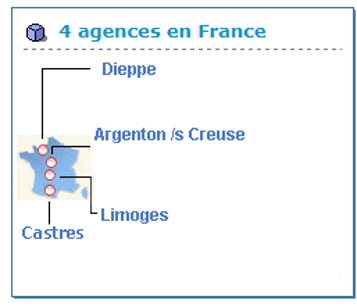 4 agences en France
Dieppe
Argenton /s Creuse
Limoges
Castres